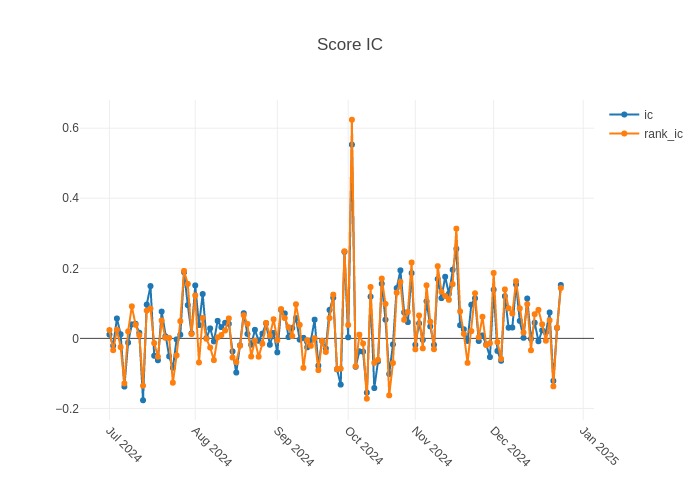 Score IC
ic
rank_ic
0.6
0.4
0.2
0
−0.2
Jul 2024
Aug 2024
Sep 2024
Oct 2024
Nov 2024
Dec 2024
Jan 2025